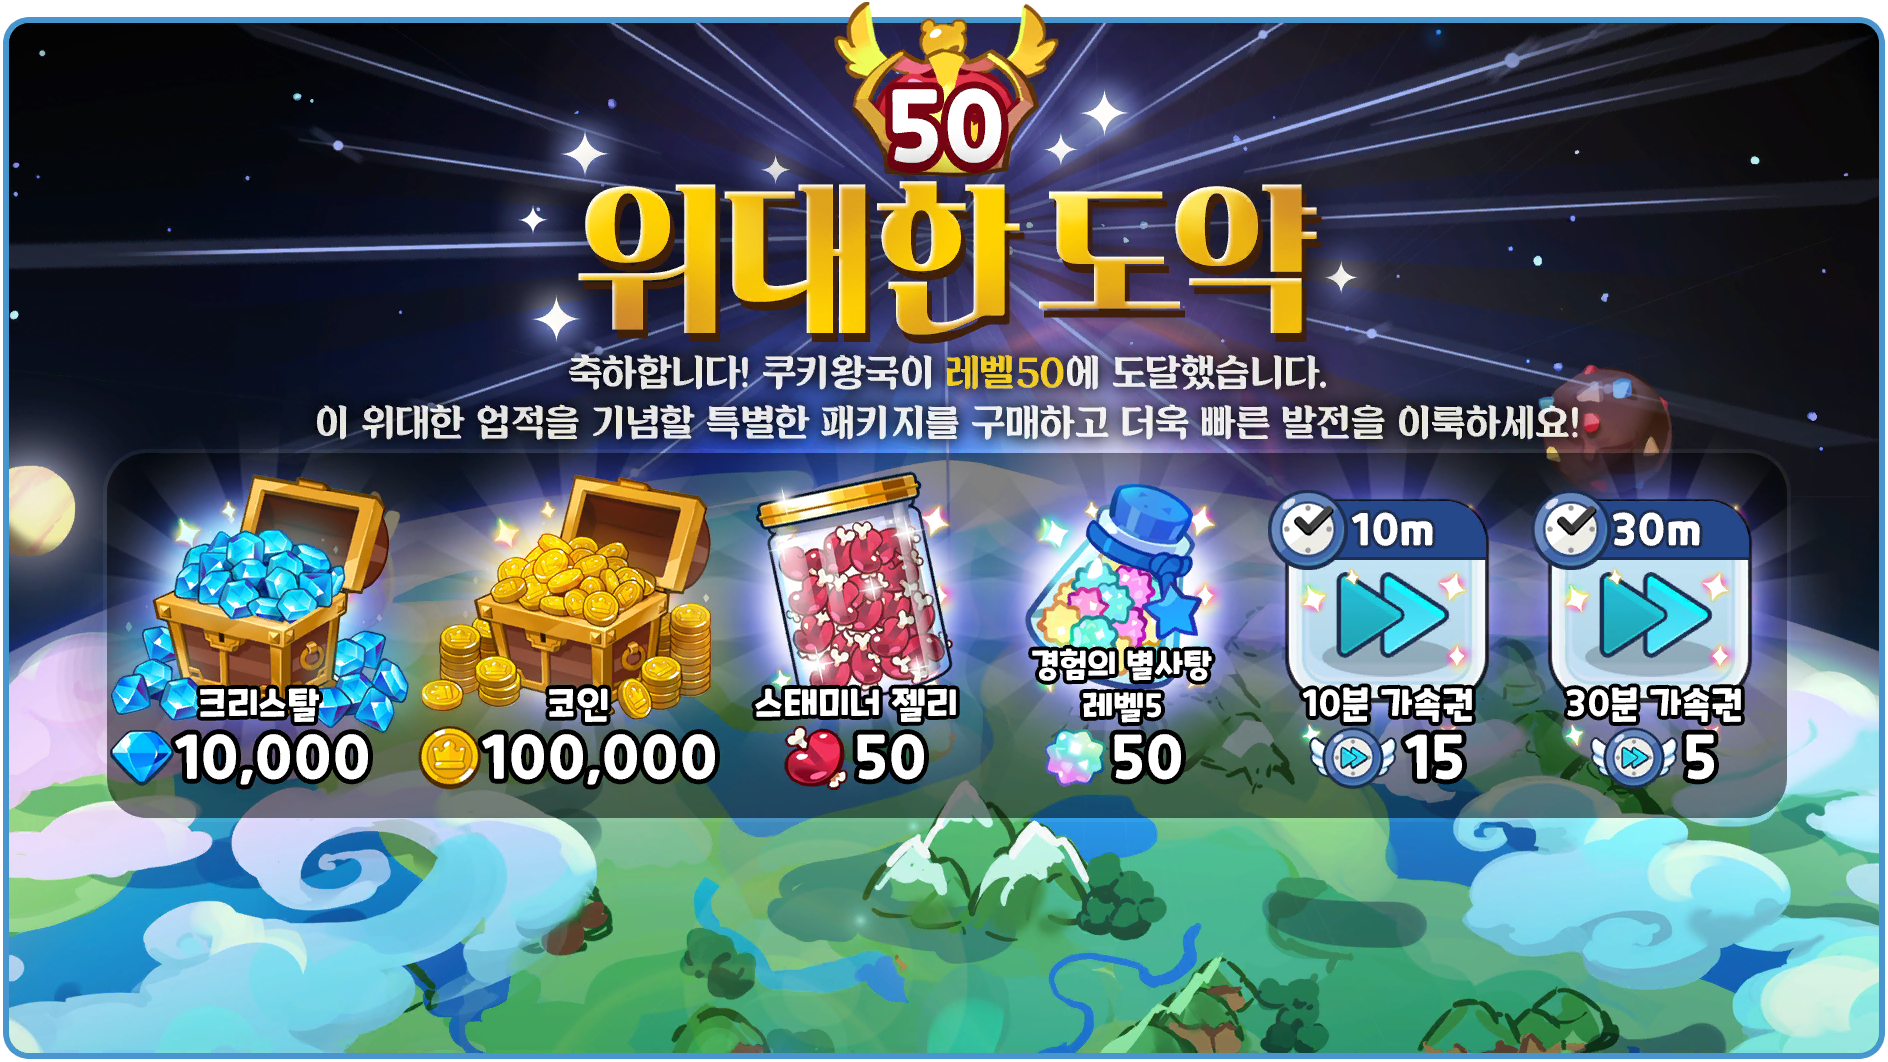 50
위대한 도약
축하합니다! 쿠키왕국이 레벨50에 도달했습니다.
이 위대한 업적을 기념할 특별한 패키지를 구매하고 더욱 빠른 발전을 이룩하세요!
크리스탈
10,000
코인
100,000
스태미너 젤리
50
경험의 별사탕
레벨5
50
10m
10분 가속권
15
30m
30분 가속권
5